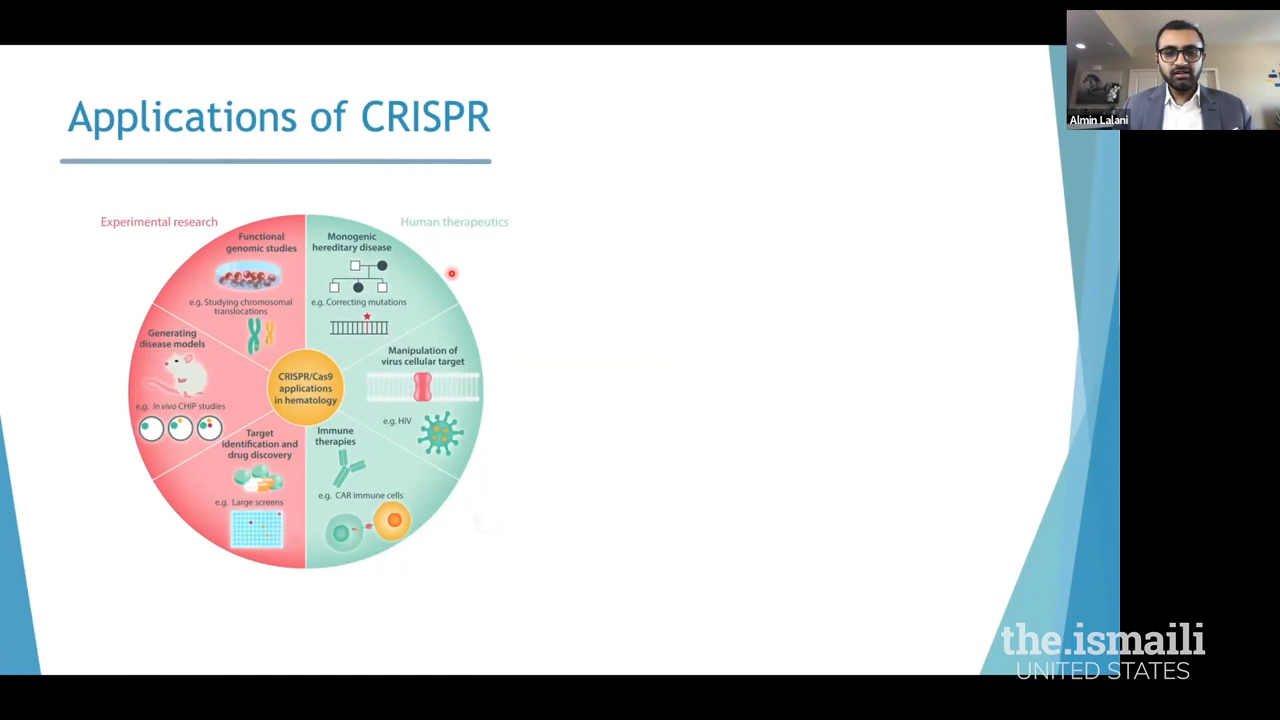 Applications of CRISPR
Almin Lalani
Experimental research
Human therapeutics
Functional
genomic studies
e.g. Studying chromosomal
translocations
Monogenic
hereditary disease
e.g. Correcting mutations
Generating
disease models
e.g. in vivo CHIP studies
Manipulation of
virus cellular target
e.g. HIV
CRISPR/Cas9
applications
in hematology
Target
identification and
drug discovery
e.g. Large screens
Immune
therapies
e.g. CAR immune cells
the.ismaili
UNITED STATES